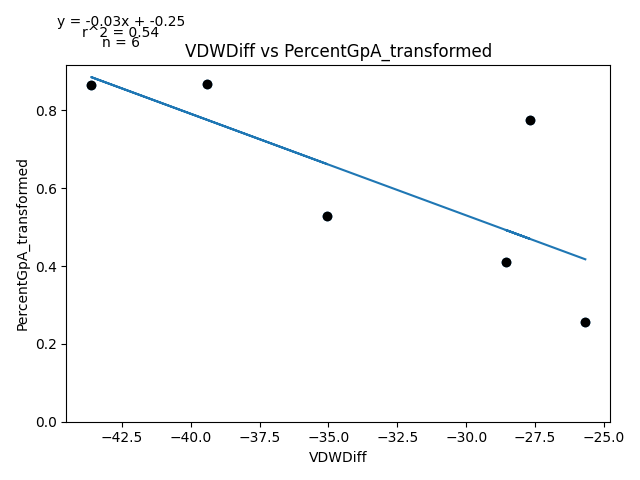 y = -0.03x + -0.25
r^2 = 0.54
n = 6
VDWDiff vs PercentGpA_transformed
PercentGpA_transformed
0.8
0.6
0.4
0.2
0.0
−42.5 −40.0 −37.5 −35.0 −32.5 −30.0 −27.5 −25.0
VDWDiff